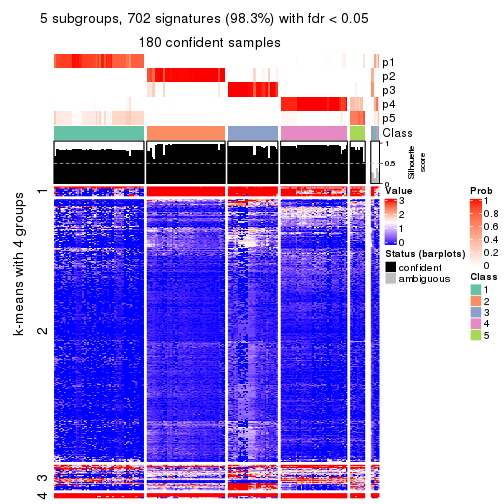 5 subgroups, 702 signatures (98.3%) with fdr < 0.05
180 confident samples
p1
p2
p3
p4
p5
Class
1
0.5
0
Silhouette
score
k-means with 4 groups
1
2
3
4
Value
3
2
1
0
Status (barplots)
confident
ambiguous
Prob
1
0.8
0.6
0.4
0.2
0
Class
1
2
3
4
5